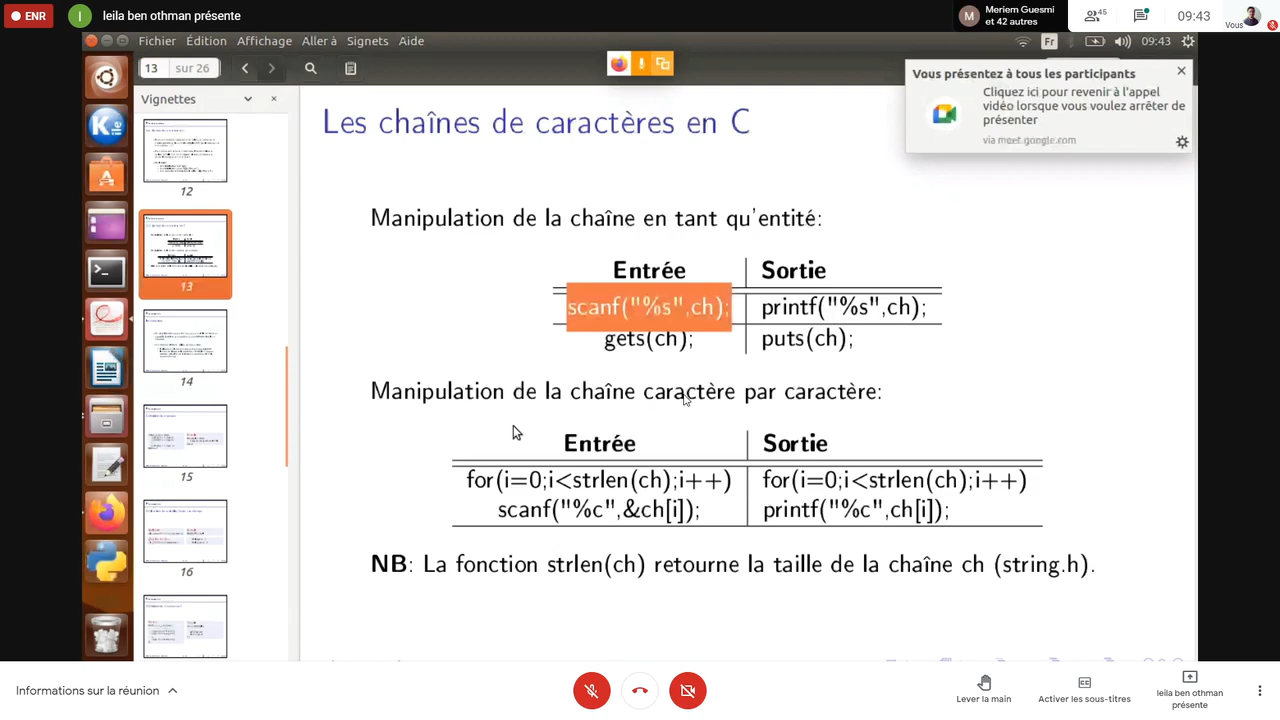 ENR
l
leila ben othman présente
M
Meriem Guesmi
et 42 autres
45
09:43
Vous
Fichier Édition Affichage Aller à Signets Aide
Fr
09:43
13 sur 26
Vignettes
12
13
14
15
16
Vous présentez à tous les participants
Cliquez ici pour revenir à l'appel
vidéo lorsque vous voulez arrêter de
présenter
via meet.google.com
Les chaînes de caractères en C
Manipulation de la chaîne en tant qu'entité:
Entrée Sortie
scanf("%s",ch); printf("%s",ch);
gets(ch); puts(ch);
Manipulation de la chaîne caractère par caractère:
Entrée Sortie
for(i=0;i<strlen(ch);i++) for(i=0;i<strlen(ch);i++)
scanf("%c",&ch[i]); printf("%c",ch[i]);
NB: La fonction strlen(ch) retourne la taille de la chaîne ch (string.h).
Informations sur la réunion
Lever la main
Activer les sous-titres
leila ben othman
présente